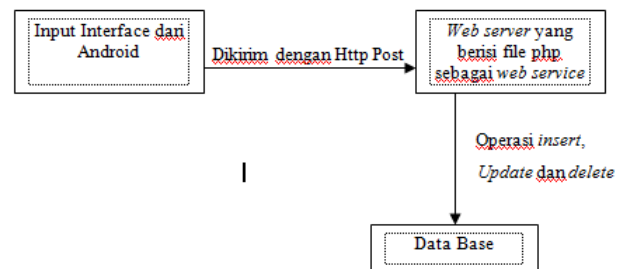 Input Interface dari
Android
Dikirim dengan Http Post
Web server yang
berisi file php
sebagai web service
Operasi insert,
Update dan delete
Data Base